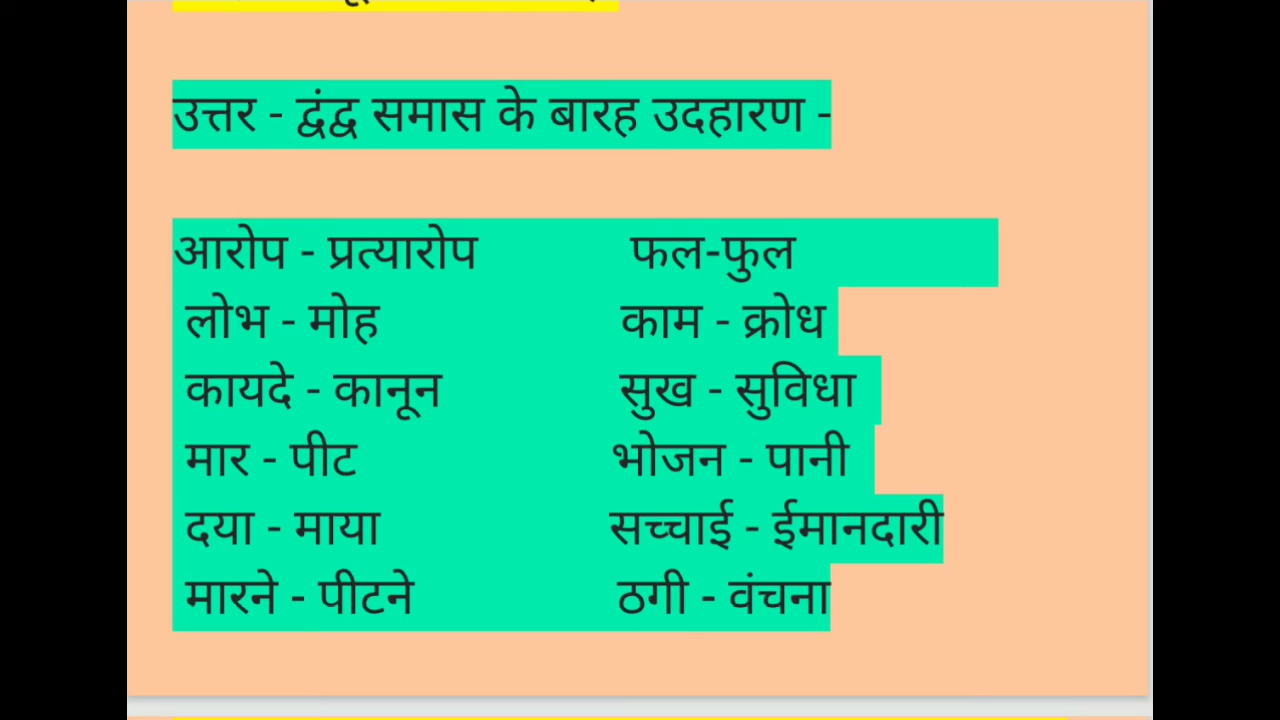 उत्तर - द्वंद्व समास के बारह उदहारण -
आरोप - प्रत्यारोप फल-फुल
लोभ - मोह काम - क्रोध
कायदे - कानून सुख - सुविधा
मार - पीट भोजन - पानी
दया - माया सच्चाई - ईमानदारी
मारने - पीटने ठगी - वंचना